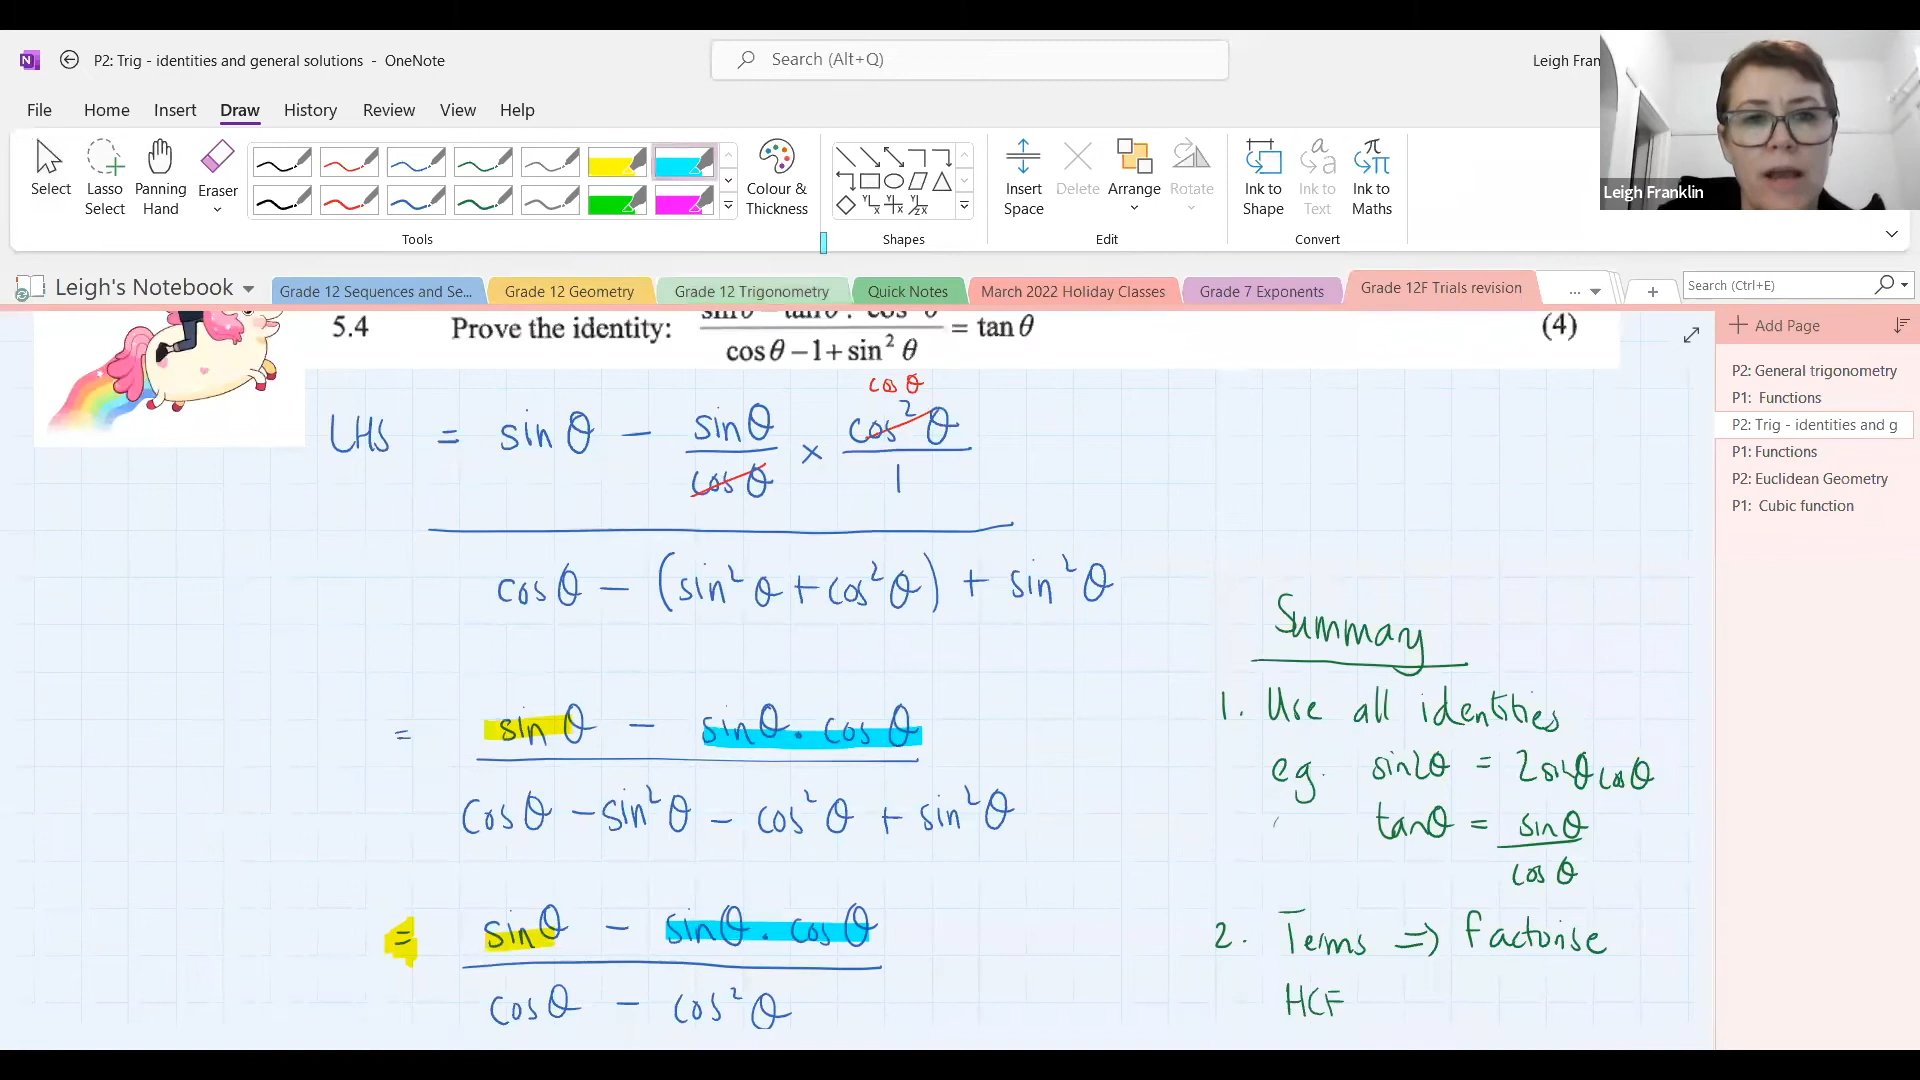 P2: Trig - identities and general solutions - OneNote
Search (Alt+Q)
Leigh Fran
File Home Insert Draw History Review View Help
Select
Lasso Select
Panning Hand
Eraser
Colour & Thickness
Insert Space
Delete
Arrange
Rotate
Ink to Shape
Ink to Text
Ink to Maths
Tools Shapes Edit Convert
Leigh Franklin
Leigh's Notebook
Grade 12 Sequences and Se...
Grade 12 Geometry
Grade 12 Trigonometry
Quick Notes
March 2022 Holiday Classes
Grade 7 Exponents
Grade 12F Trials revision
...
Search (Ctrl+E)
Add Page
P2: General trigonometry
P1: Functions
P2: Trig - identities and g
P1: Functions
P2: Euclidean Geometry
P1: Cubic function
5.4 Prove the identity: = tan θ (4)
cos θ – 1 + sin² θ
cos θ
LHS = sin θ – sin θ / cos θ × cos² θ / 1
cos θ – (sin² θ + cos² θ) + sin² θ
= sin θ – sin θ . cos θ
cos θ – sin² θ – cos² θ + sin² θ
= sin θ – sin θ . cos θ
cos θ – cos² θ
Summary
1. Use all identities
eg. sin2θ = 2sinθcosθ
tanθ = sinθ
cosθ
2. Terms => factorise
HCF